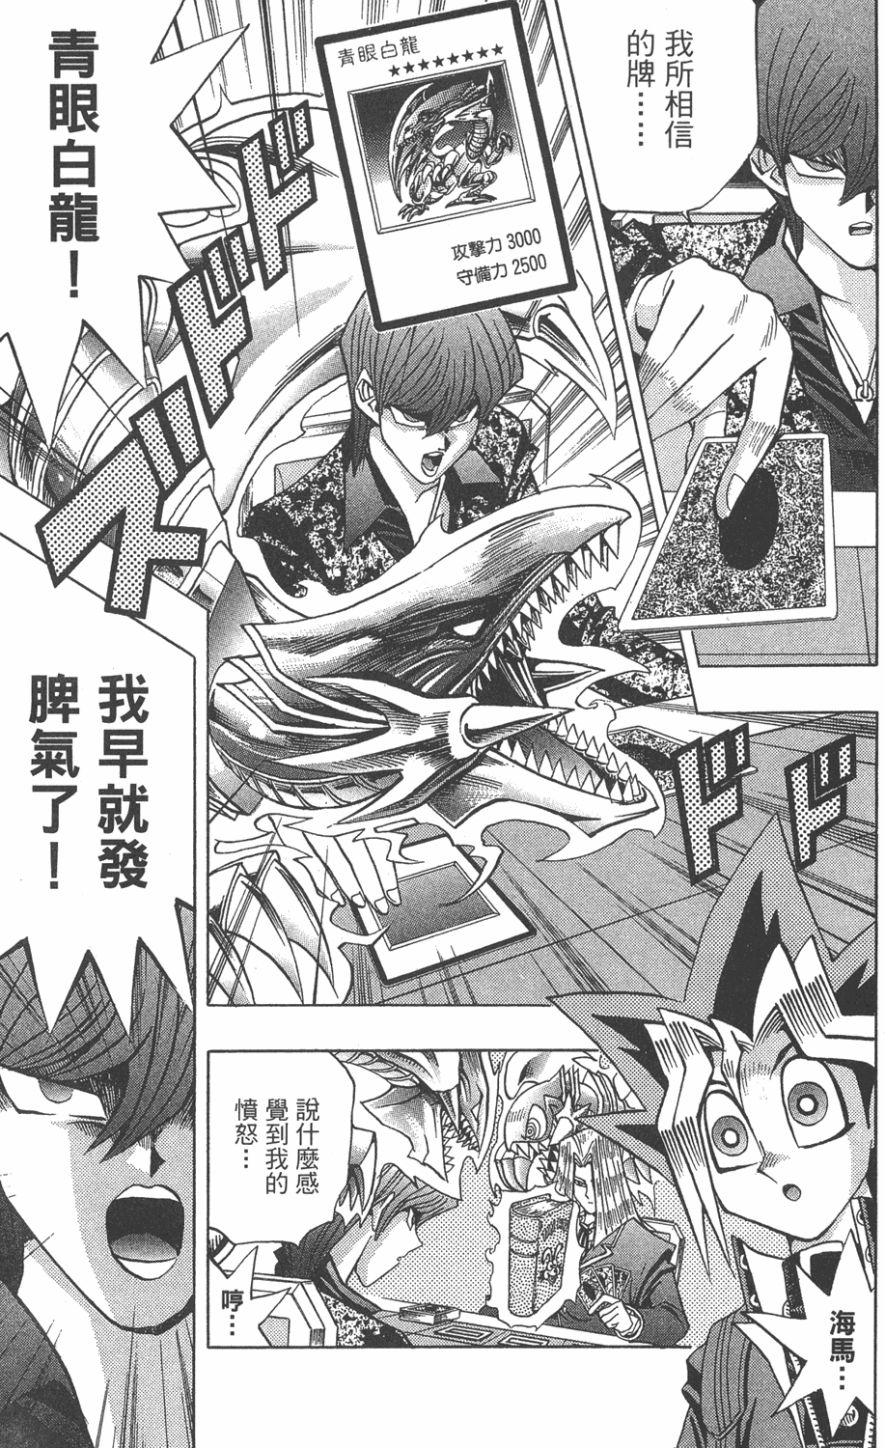 我所相信
的牌……
青眼白龍
★★★★★★★★
攻擊力 3000
守備力 2500
青眼白龍！
ドドド
ズ
ドド
海馬…
說什麼感
覺到我的
憤怒…
哼…
我早就發
脾氣了！